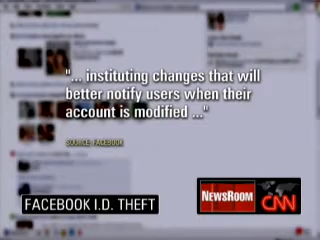 "... instituting changes that will
better notify users when their
account is modified ..."
SOURCE: FACEBOOK
FACEBOOK I.D. THEFT
NEWSROOM
CNN